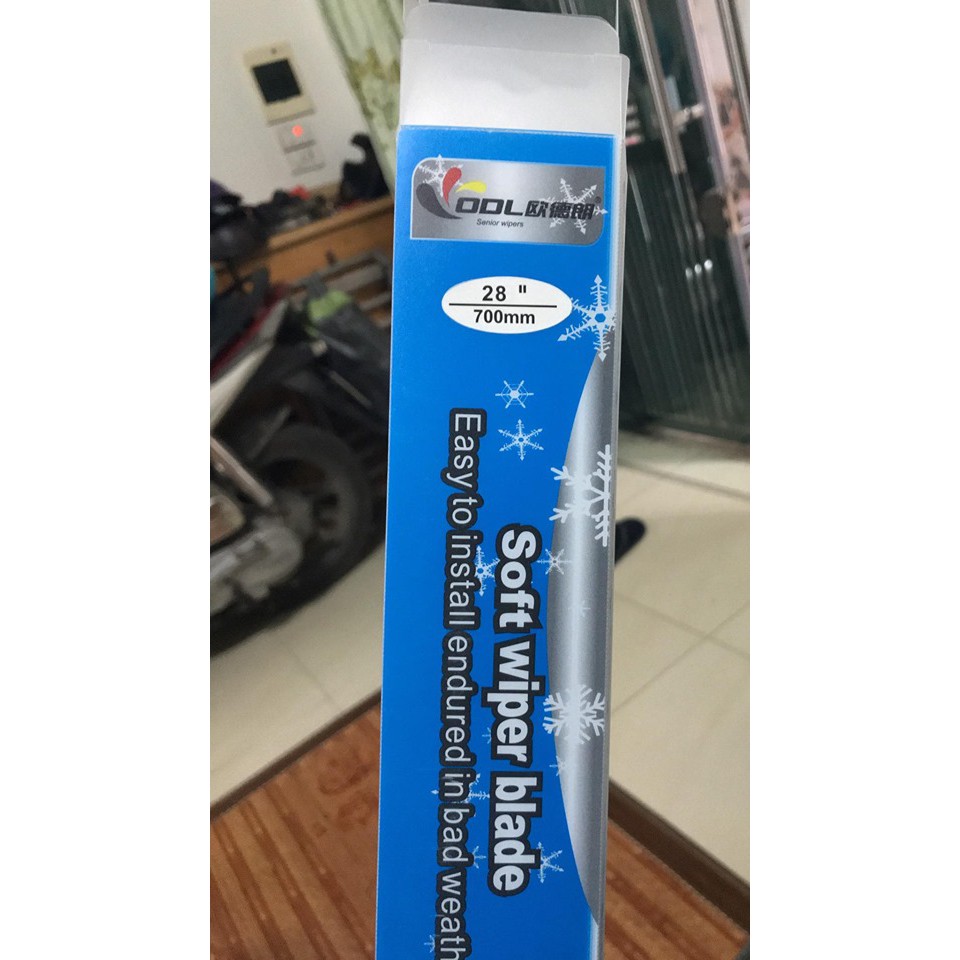 ODL欧德朗®
Senior wipers
28 "
700mm
Soft wiper blade
Easy to install endured in bad weath